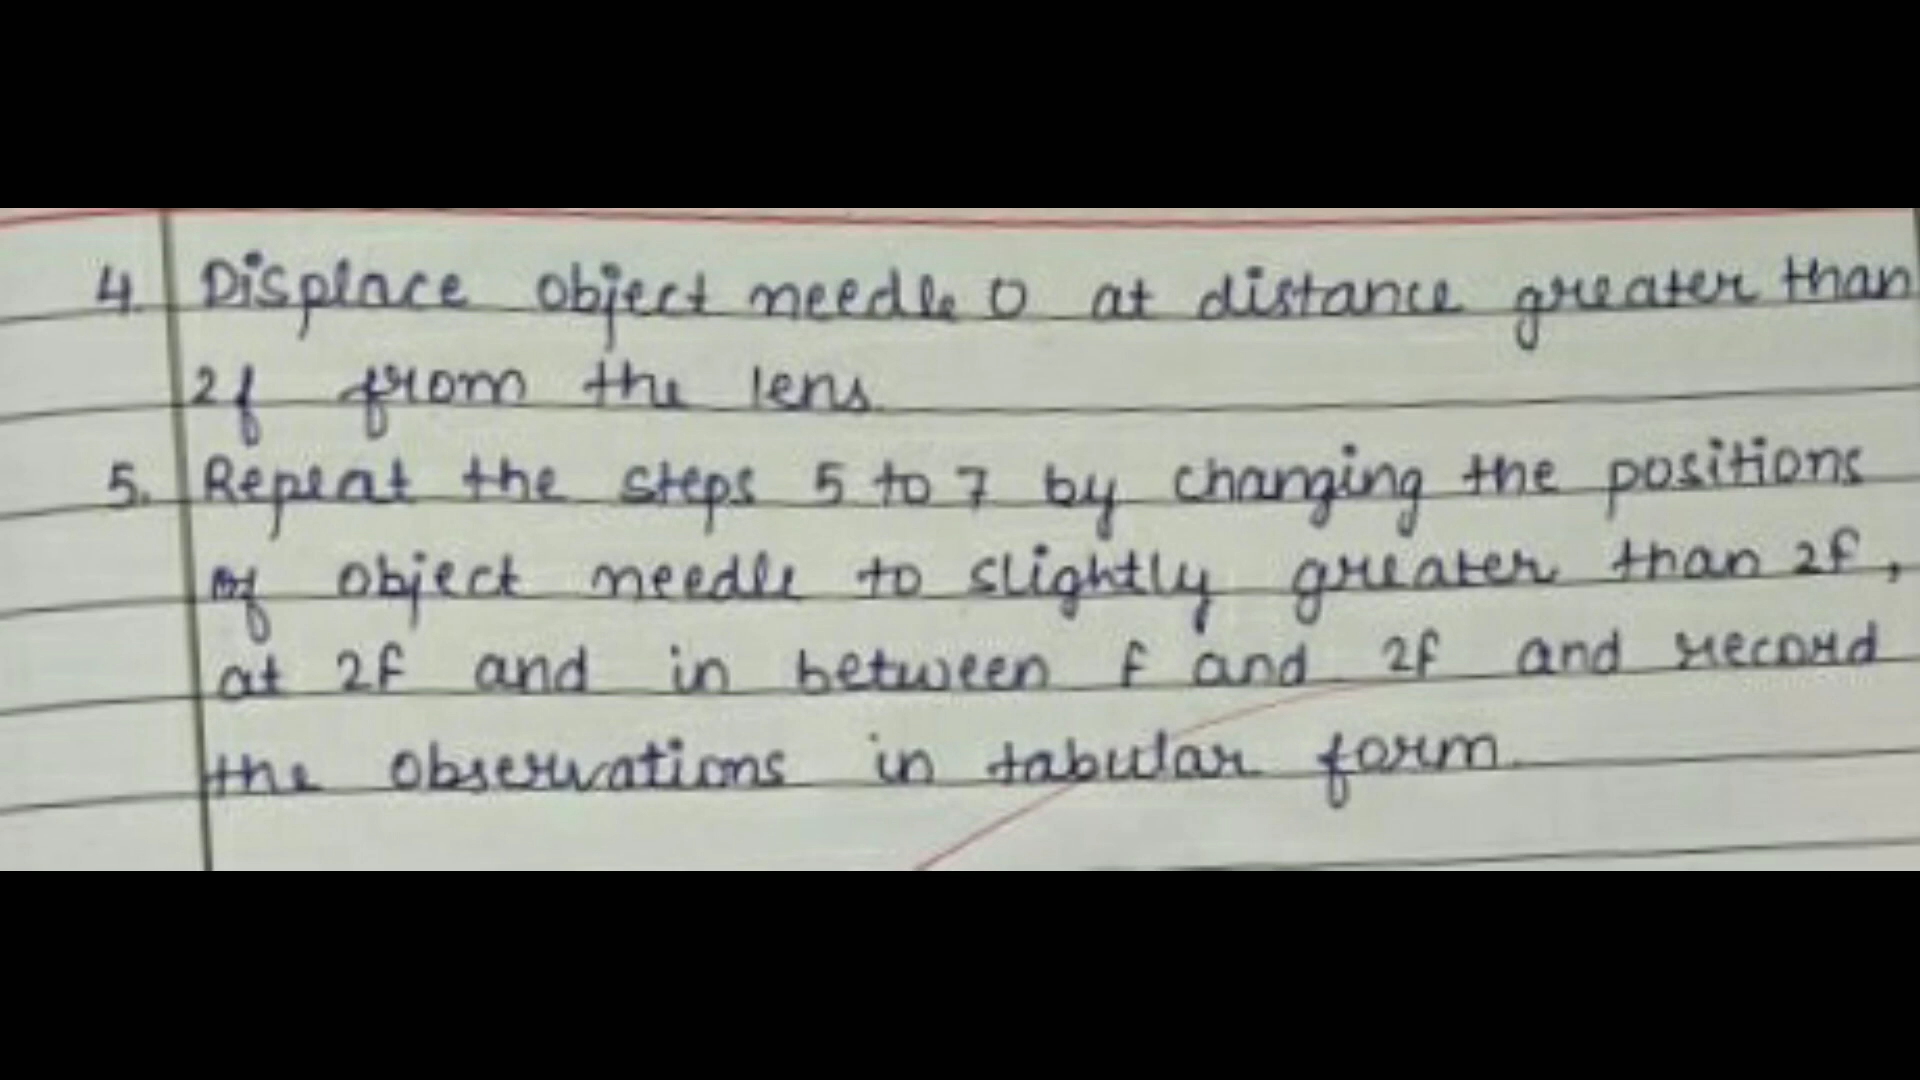 4. Displace object needle O at distance greater than
2f from the lens
5. Repeat the steps 5 to 7 by changing the positions
of object needle to slightly greater than 2f,
at 2f and in between f and 2f and record
the observations in tabular form.